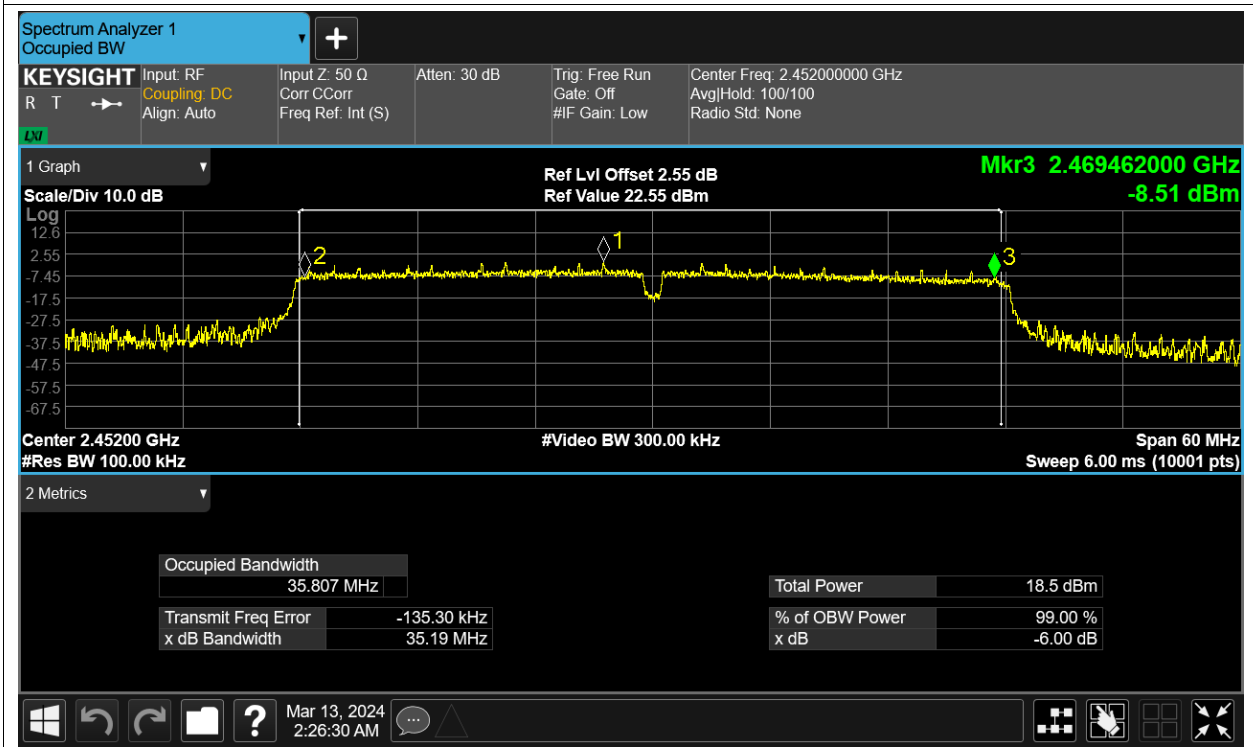 Spectrum Analyzer 1
Occupied BW
KEYSIGHT
R T
LXI
Input: RF
Coupling: DC
Align: Auto
Input Z: 50 Ω
Corr CCorr
Freq Ref: Int (S)
Atten: 30 dB
Trig: Free Run
Gate: Off
#IF Gain: Low
Center Freq: 2.452000000 GHz
Avg|Hold: 100/100
Radio Std: None
1 Graph
Scale/Div 10.0 dB
Ref Lvl Offset 2.55 dB
Ref Value 22.55 dBm
Mkr3 2.469462000 GHz
-8.51 dBm
Log
12.6
2.55
-7.45
-17.5
-27.5
-37.5
-47.5
-57.5
-67.5
2
1
3
Center 2.45200 GHz
#Res BW 100.00 kHz
#Video BW 300.00 kHz
Span 60 MHz
Sweep 6.00 ms (10001 pts)
2 Metrics
Occupied Bandwidth
35.807 MHz
Transmit Freq Error -135.30 kHz
x dB Bandwidth 35.19 MHz
Total Power 18.5 dBm
% of OBW Power 99.00 %
x dB -6.00 dB
?
Mar 13, 2024
2:26:30 AM